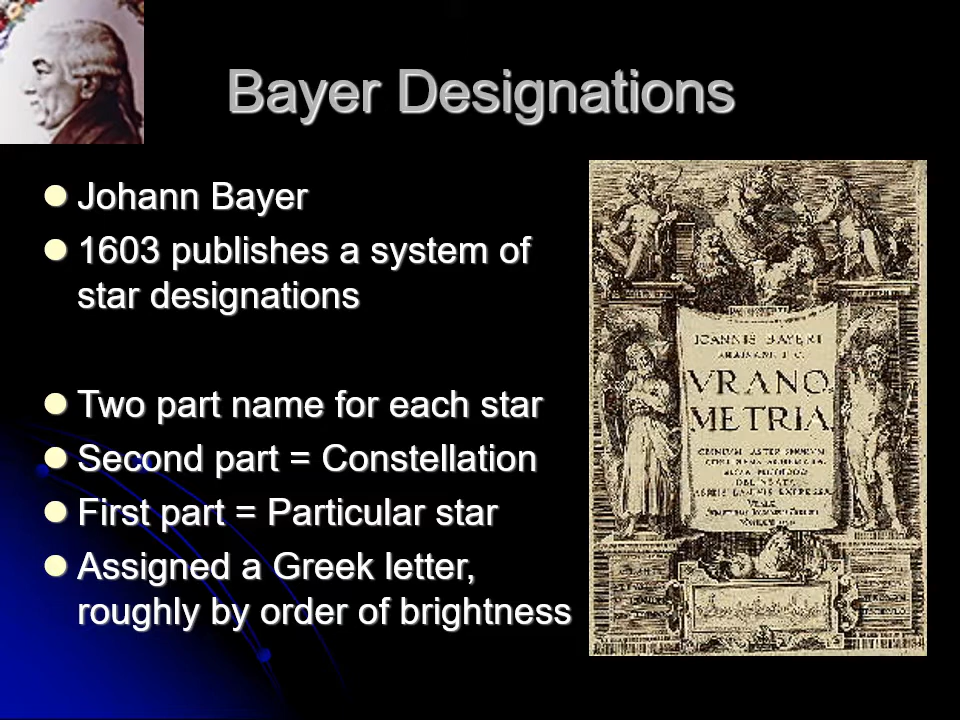 Bayer Designations
Johann Bayer
1603 publishes a system of
star designations
Two part name for each star
Second part = Constellation
First part = Particular star
Assigned a Greek letter,
roughly by order of brightness
IOANNIS BAYERI
VRANO
METRIA